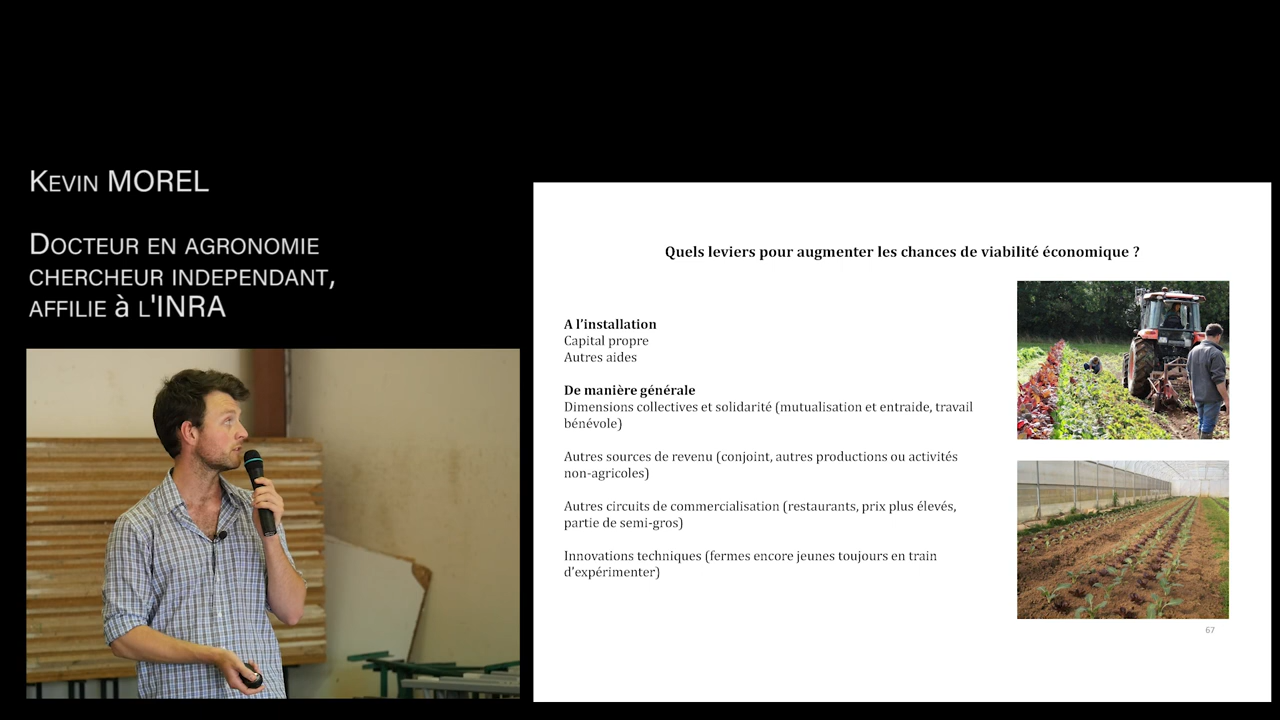 Kevin MOREL
Docteur en agronomie
chercheur independant,
affilie à l'INRA
Quels leviers pour augmenter les chances de viabilité économique ?
A l'installation
Capital propre
Autres aides
De manière générale
Dimensions collectives et solidarité (mutualisation et entraide, travail
bénévole)
Autres sources de revenu (conjoint, autres productions ou activités
non-agricoles)
Autres circuits de commercialisation (restaurants, prix plus élevés,
partie de semi-gros)
Innovations techniques (fermes encore jeunes toujours en train
d'expérimenter)
67